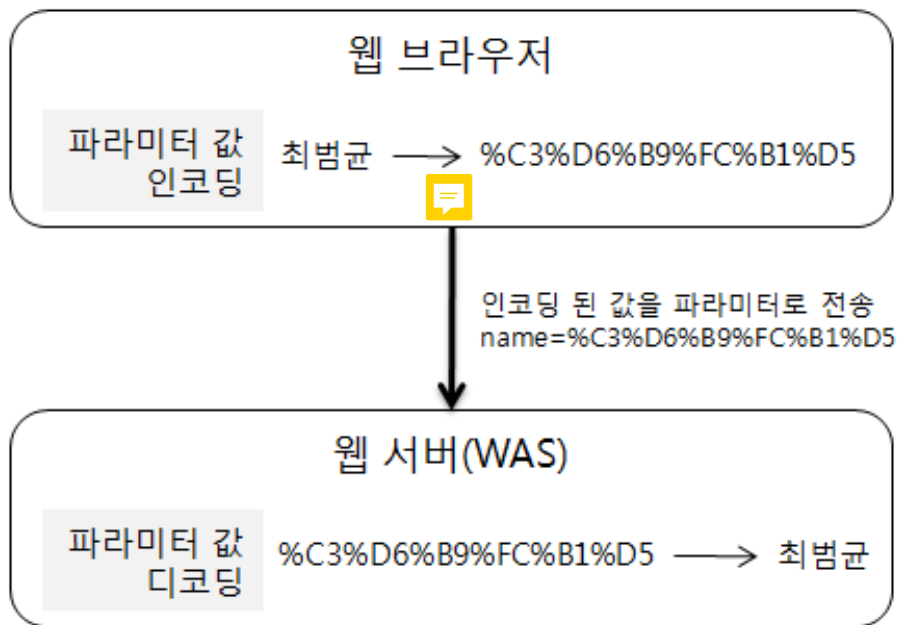 웹 브라우저
파라미터 값
인코딩
최범균 → %C3%D6%B9%FC%B1%D5
인코딩 된 값을 파라미터로 전송
name=%C3%D6%B9%FC%B1%D5
웹 서버(WAS)
파라미터 값
디코딩
%C3%D6%B9%FC%B1%D5 → 최범균